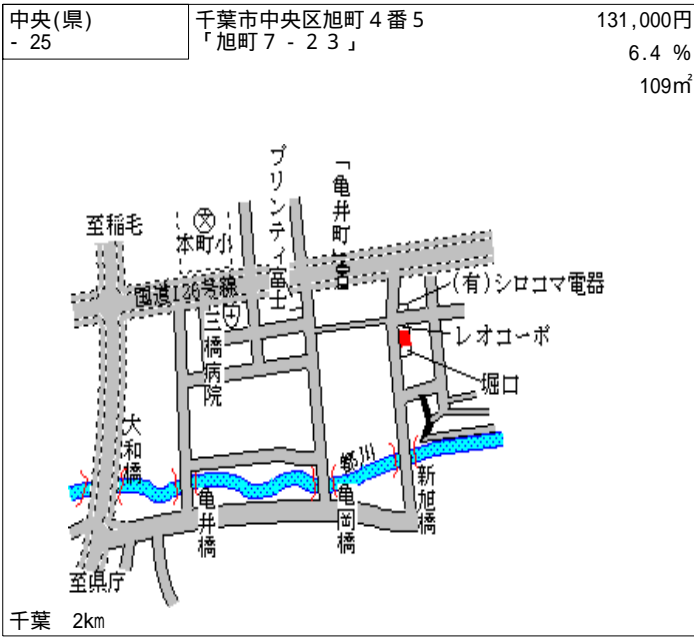 中央(県)
- 25
千葉市中央区旭町４番５
「旭町７-２３」
131,000円
6.4 %
109㎡
プリンティ富士
「亀井町」
至稲毛
本町小
国道126号線
三橋病院
(有)シロコマ電器
レオコーポ
堀口
大和橋
都川
亀井橋
亀岡橋
新旭橋
至県庁
千葉 2km